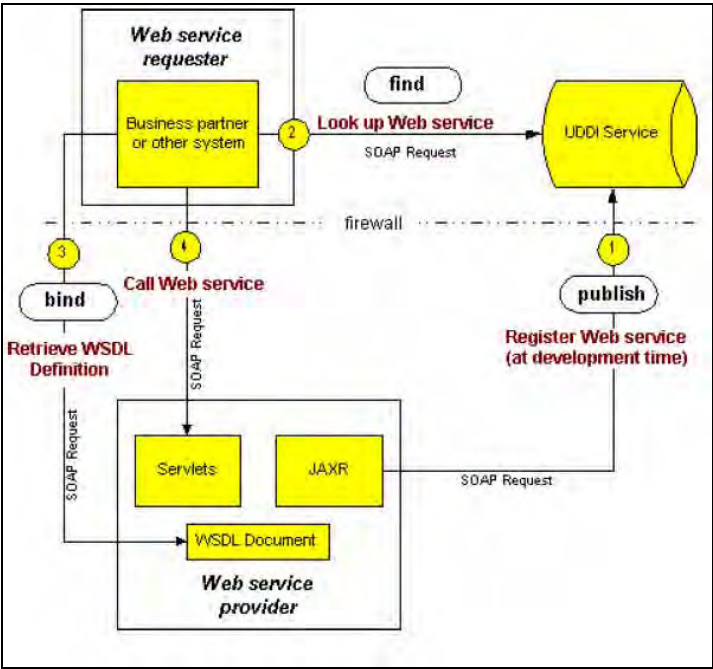 Web service
requester
find
Business partner
or other system
2
Look up Web service
SOAP Request
UDDI Service
firewall
3
4
1
bind
Call Web service
publish
Retrieve WSDL
Definition
SOAP Request
Register Web service
(at development time)
SOAP Request
Servlets
JAXR
SOAP Request
WSDL Document
Web service
provider